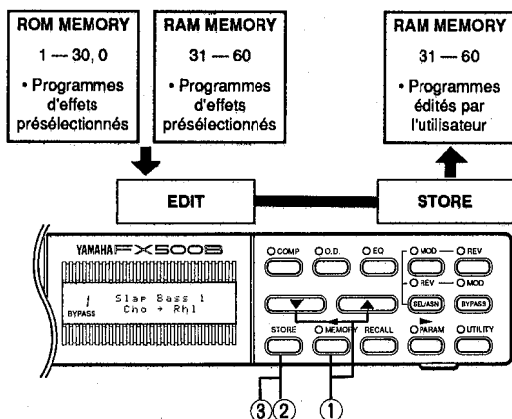 ROM MEMORY
1 — 30, 0
• Programmes
d'effets
présélectionnés
RAM MEMORY
31 — 60
• Programmes
d'effets
présélectionnés
RAM MEMORY
31 — 60
• Programmes
édités par
l'utilisateur
EDIT
STORE
YAMAHA FX500B
1
BYPASS
Slap Bass 1
Cho + Rhl
COMP
O.D.
EQ
MOD
REV
REV
MOD
SEL/ASN
BYPASS
STORE
MEMORY
RECALL
PARAM
UTILITY
③ ② ①